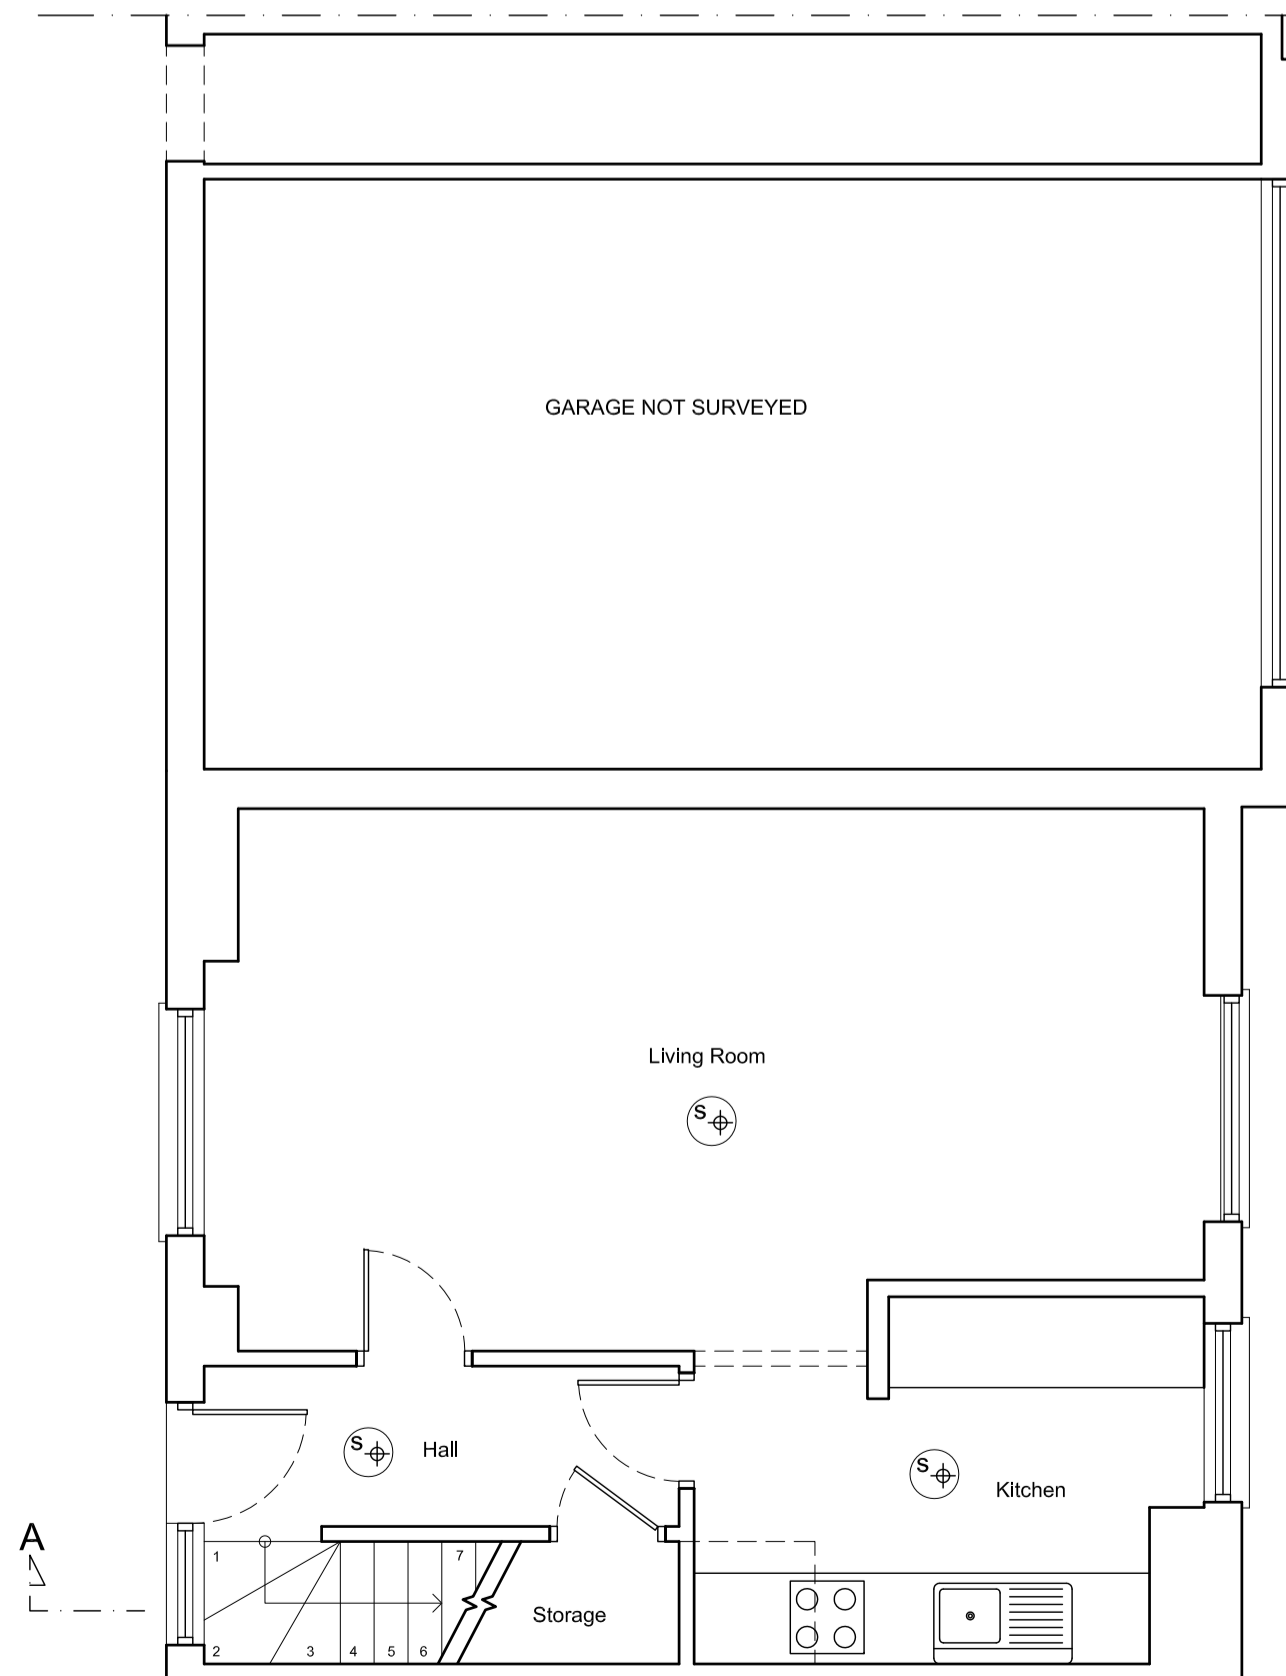 GARAGE NOT SURVEYED
Living Room
S
S
Hall
S
Kitchen
A
1
7
Storage
2
3
4
5
6